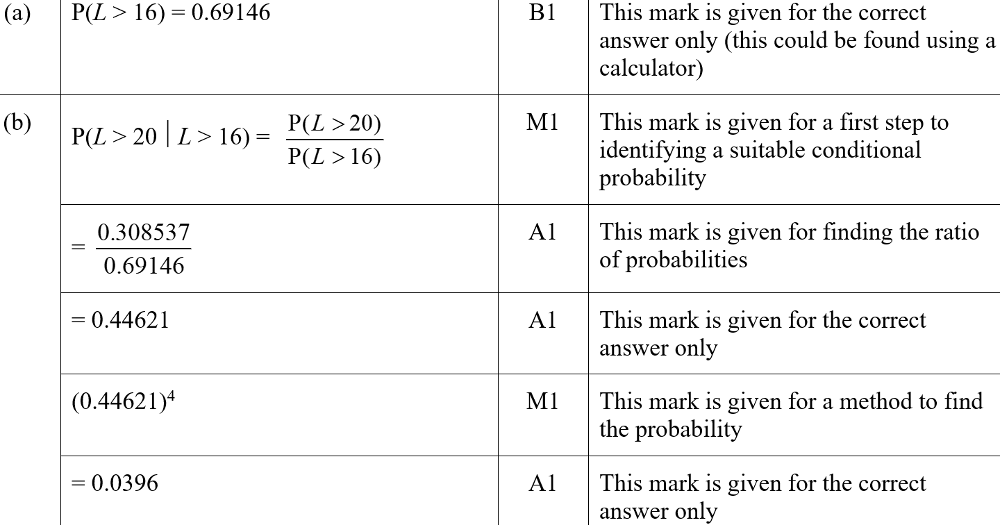 (a) P(L > 16) = 0.69146 B1 This mark is given for the correct
answer only (this could be found using a
calculator)
(b) P(L > 20 | L > 16) = P(L > 20) / P(L > 16) M1 This mark is given for a first step to
identifying a suitable conditional
probability
= 0.308537 / 0.69146 A1 This mark is given for finding the ratio
of probabilities
= 0.44621 A1 This mark is given for the correct
answer only
(0.44621)⁴ M1 This mark is given for a method to find
the probability
= 0.0396 A1 This mark is given for the correct
answer only